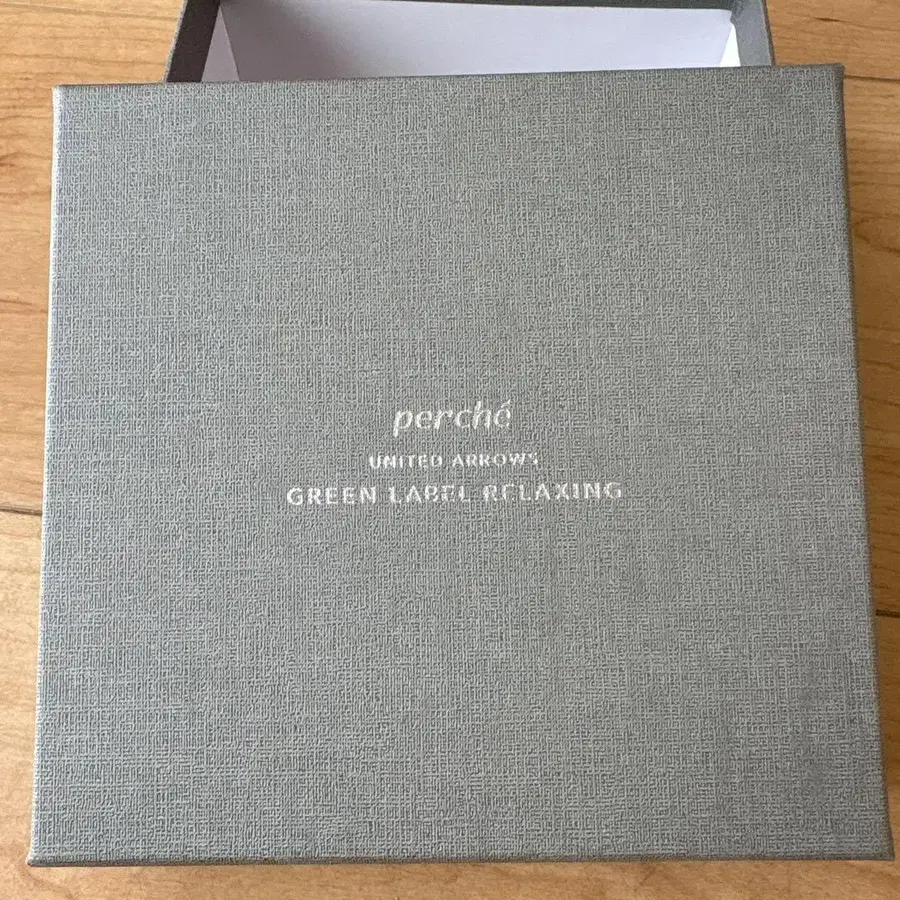 perché
UNITED ARROWS
GREEN LABEL RELAXING